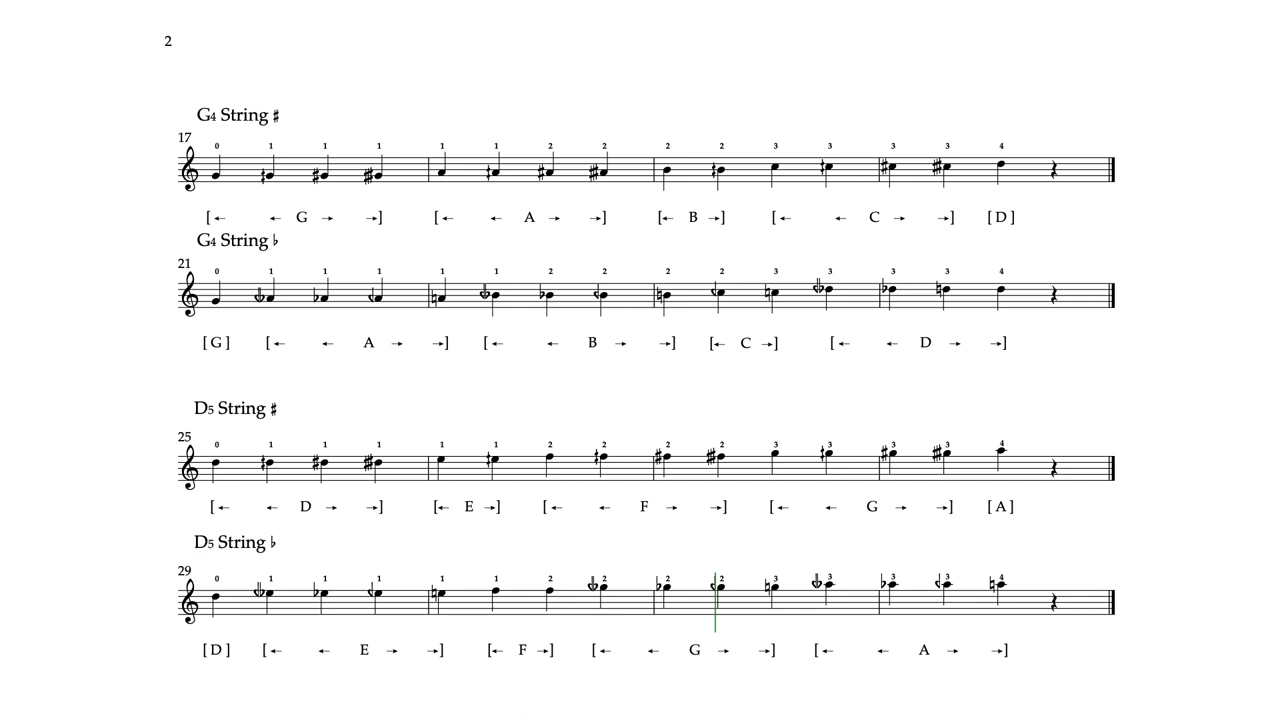 2
G4 String ♯
17
0 1 1 1 1 1 2 2 2 2 3 3 3 3 4
[← ← G → →] [← ← A → →] [← B →] [← ← C → →] [D]
G4 String ♭
21
0 1 1 1 1 1 2 2 2 2 3 3 3 3 4
[G] [← ← A → →] [← ← B → →] [← C →] [← ← D → →]
D5 String ♯
25
0 1 1 1 1 1 2 2 2 2 3 3 3 3 4
[← ← D → →] [← E →] [← ← F → →] [← ← G → →] [A]
D5 String ♭
29
0 1 1 1 1 1 2 2 2 2 3 3 3 3 4
[D] [← ← E → →] [← F →] [← ← G → →] [← ← A → →]